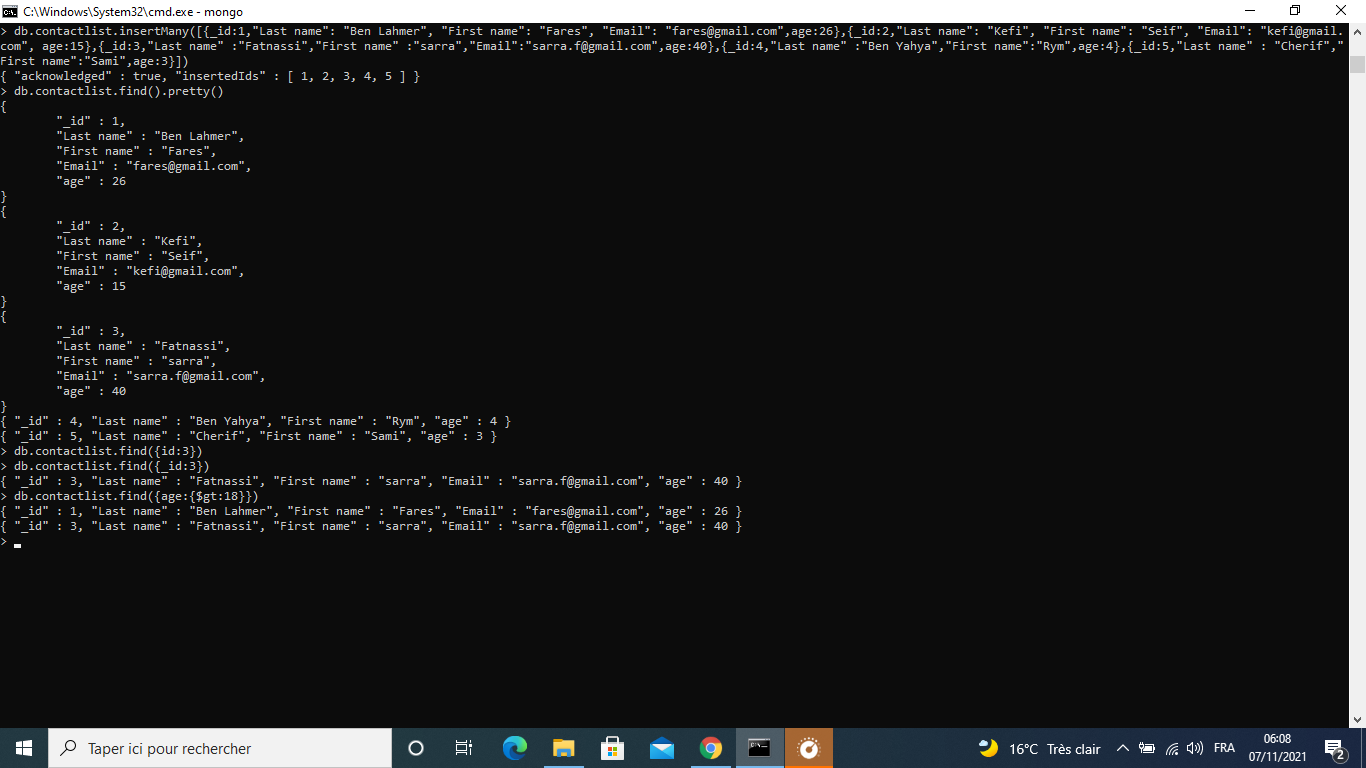 C:\Windows\System32\cmd.exe - mongo
> db.contactlist.insertMany([{_id:1,"Last name": "Ben Lahmer", "First name": "Fares", "Email": "fares@gmail.com",age:26},{_id:2,"Last name": "Kefi", "First name": "Seif", "Email": "kefi@gmail.
com", age:15},{_id:3,"Last name" :"Fatnassi","First name" :"sarra","Email":"sarra.f@gmail.com",age:40},{_id:4,"Last name" :"Ben Yahya","First name":"Rym",age:4},{_id:5,"Last name" : "Cherif","
First name":"Sami",age:3}])
{ "acknowledged" : true, "insertedIds" : [ 1, 2, 3, 4, 5 ] }
> db.contactlist.find().pretty()
{
"_id" : 1,
"Last name" : "Ben Lahmer",
"First name" : "Fares",
"Email" : "fares@gmail.com",
"age" : 26
}
{
"_id" : 2,
"Last name" : "Kefi",
"First name" : "Seif",
"Email" : "kefi@gmail.com",
"age" : 15
}
{
"_id" : 3,
"Last name" : "Fatnassi",
"First name" : "sarra",
"Email" : "sarra.f@gmail.com",
"age" : 40
}
{ "_id" : 4, "Last name" : "Ben Yahya", "First name" : "Rym", "age" : 4 }
{ "_id" : 5, "Last name" : "Cherif", "First name" : "Sami", "age" : 3 }
> db.contactlist.find({id:3})
> db.contactlist.find({_id:3})
{ "_id" : 3, "Last name" : "Fatnassi", "First name" : "sarra", "Email" : "sarra.f@gmail.com", "age" : 40 }
> db.contactlist.find({age:{$gt:18}})
{ "_id" : 1, "Last name" : "Ben Lahmer", "First name" : "Fares", "Email" : "fares@gmail.com", "age" : 26 }
{ "_id" : 3, "Last name" : "Fatnassi", "First name" : "sarra", "Email" : "sarra.f@gmail.com", "age" : 40 }
>
Taper ici pour rechercher
16°C Très clair
FRA
06:08
07/11/2021
2